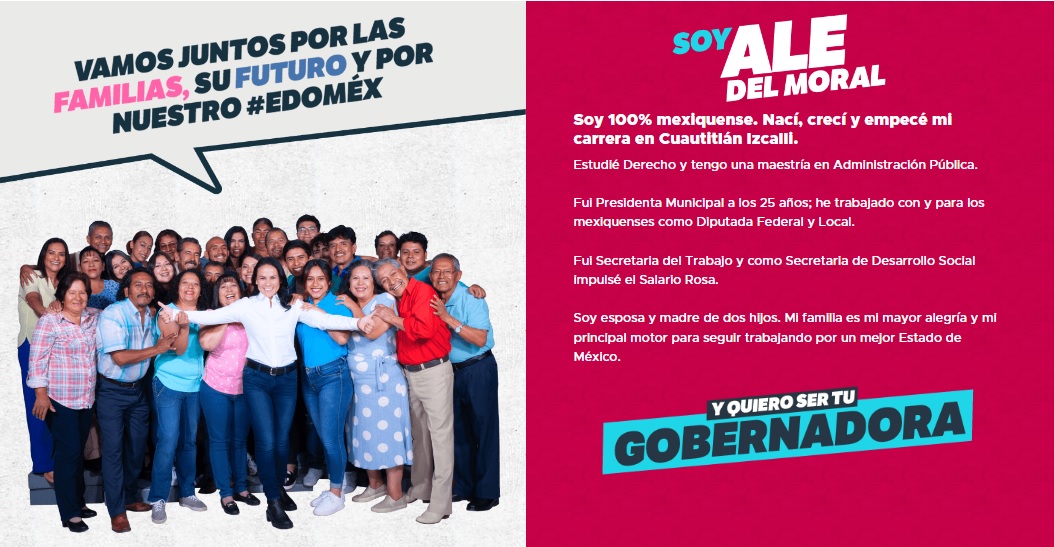 VAMOS JUNTOS POR LAS
FAMILIAS, SU FUTURO Y POR
NUESTRO #EDOMÉX
SOY ALE
DEL MORAL
Soy 100% mexiquense. Nací, crecí y empecé mi
carrera en Cuautitlán Izcalli.
Estudié Derecho y tengo una maestría en Administración Pública.
Fui Presidenta Municipal a los 25 años; he trabajado con y para los
mexiquenses como Diputada Federal y Local.
Fui Secretaria del Trabajo y como Secretaria de Desarrollo Social
impulsé el Salario Rosa.
Soy esposa y madre de dos hijos. Mi familia es mi mayor alegría y mi
principal motor para seguir trabajando por un mejor Estado de
México.
Y QUIERO SER TU
GOBERNADORA